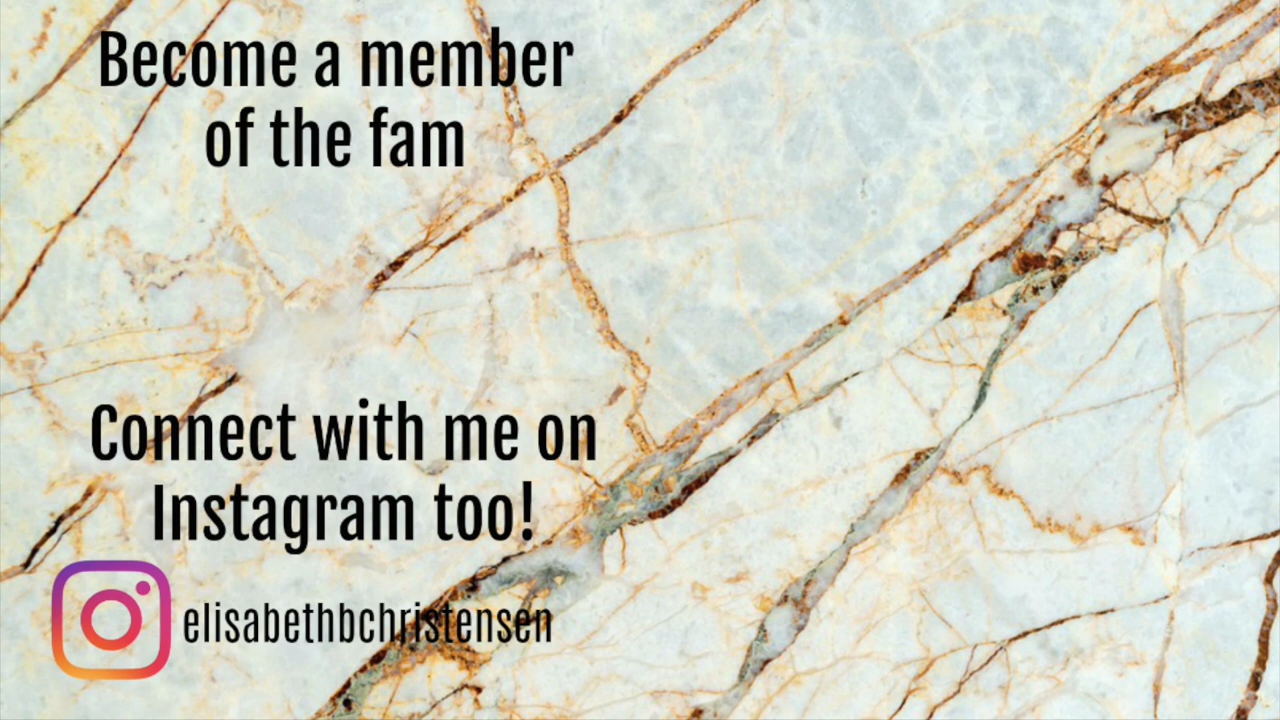 Become a member
of the fam
Connect with me on
Instagram too!
elisabethbchristensen